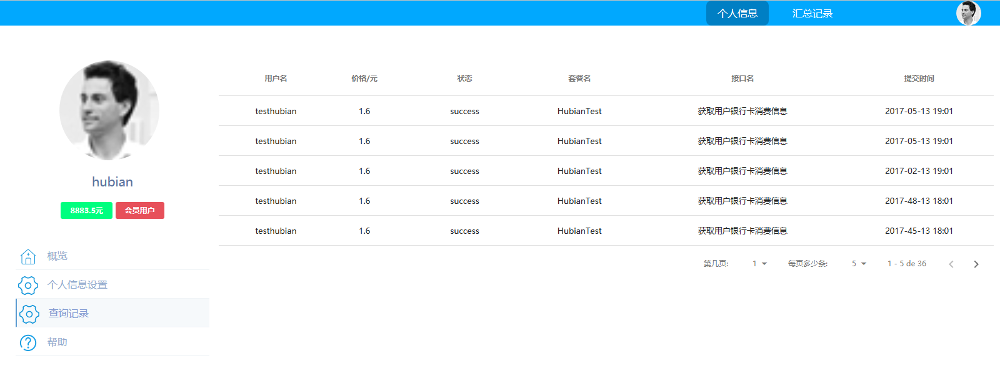 个人信息 汇总记录
hubian
8883.5元 会员用户
概览
个人信息设置
查询记录
帮助
用户名 价格/元 状态 套餐名 接口名 提交时间
testhubian 1.6 success HubianTest 获取用户银行卡消费信息 2017-05-13 19:01
testhubian 1.6 success HubianTest 获取用户银行卡消费信息 2017-05-13 19:01
testhubian 1.6 success HubianTest 获取用户银行卡消费信息 2017-02-13 19:01
testhubian 1.6 success HubianTest 获取用户银行卡消费信息 2017-48-13 18:01
testhubian 1.6 success HubianTest 获取用户银行卡消费信息 2017-45-13 18:01
第几页: 1 每页多少条: 5 1 - 5 de 36